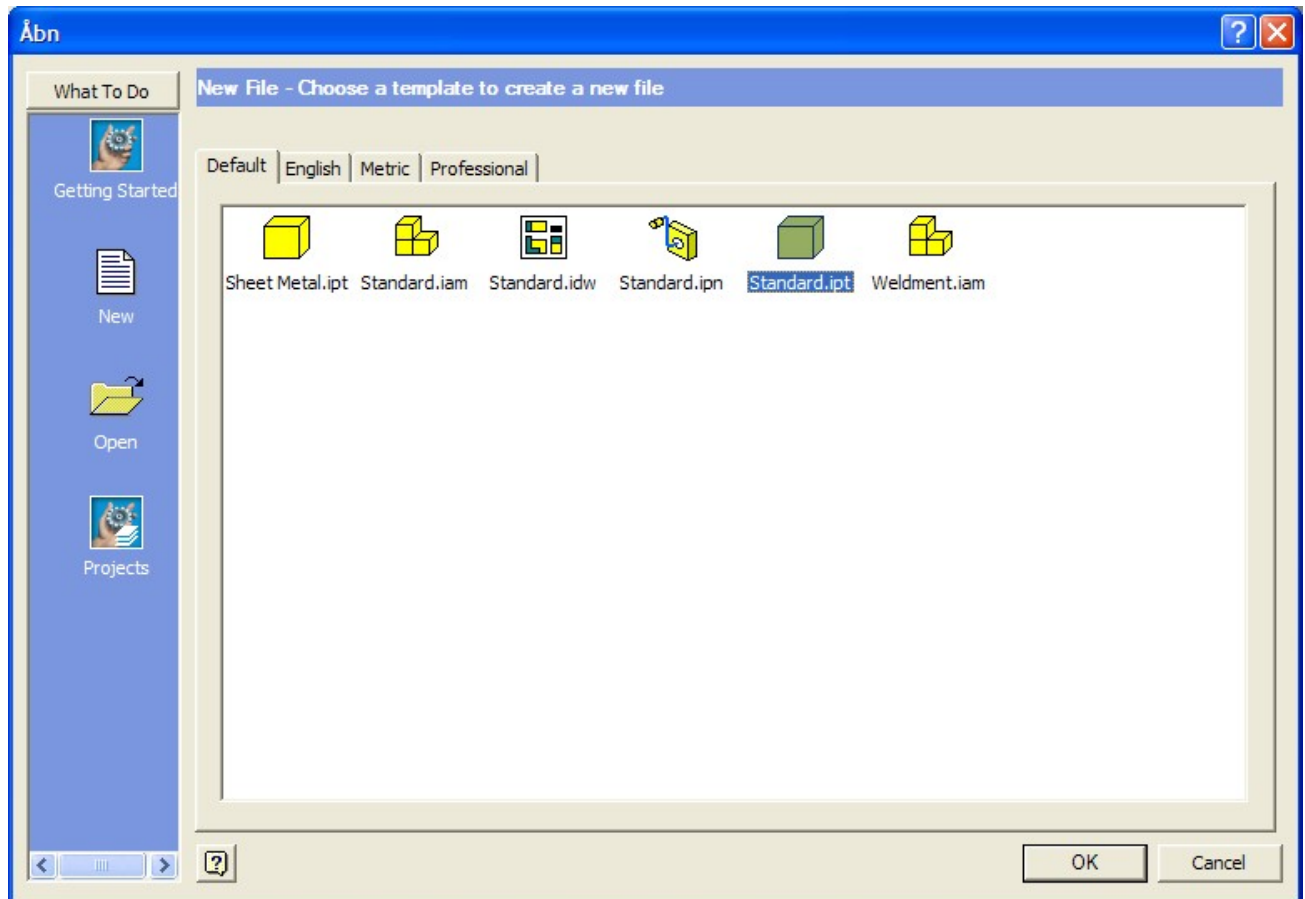 Åbn
What To Do
New File - Choose a template to create a new file
Getting Started
New
Open
Projects
Default English Metric Professional
Sheet Metal.ipt Standard.iam Standard.idw Standard.ipn Standard.ipt Weldment.iam
OK Cancel